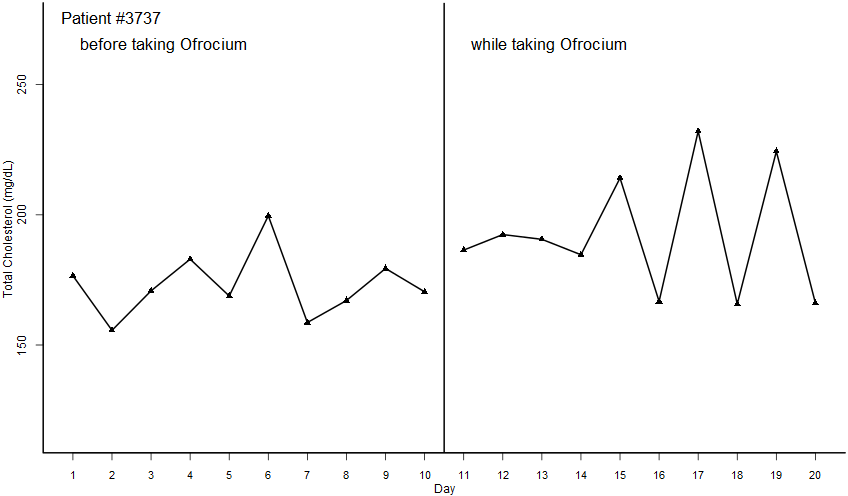 Patient #3737
before taking Ofrocium
while taking Ofrocium
250
200
150
Total Cholesterol (mg/dL)
1 2 3 4 5 6 7 8 9 10 11 12 13 14 15 16 17 18 19 20
Day